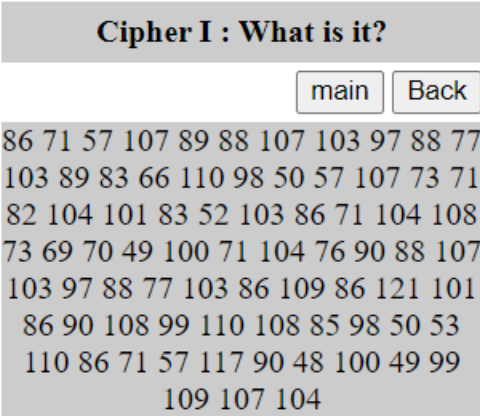 Cipher I : What is it?
main Back
86 71 57 107 89 88 107 103 97 88 77
103 89 83 66 110 98 50 57 107 73 71
82 104 101 83 52 103 86 71 104 108
73 69 70 49 100 71 104 76 90 88 107
103 97 88 77 103 86 109 86 121 101
86 90 108 99 110 108 85 98 50 53
110 86 71 57 117 90 48 100 49 99
109 107 104